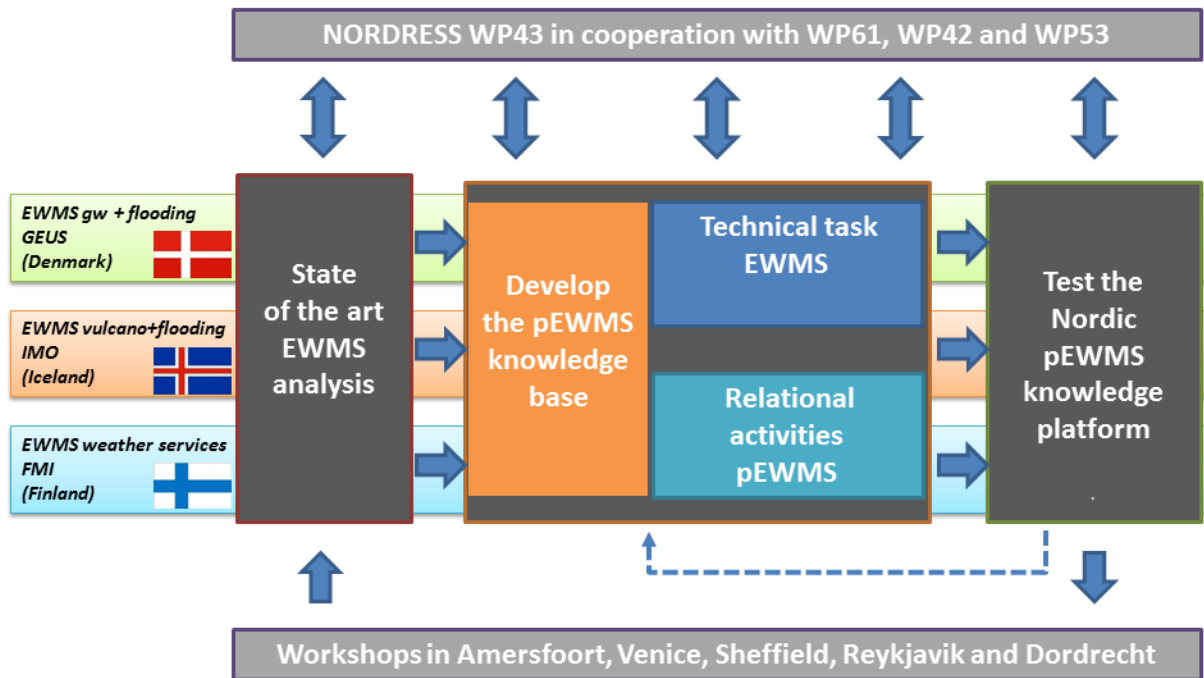 NORDRESS WP43 in cooperation with WP61, WP42 and WP53
EWMS gw + flooding
GEUS
(Denmark)
EWMS vulcano+flooding
IMO
(Iceland)
EWMS weather services
FMI
(Finland)
State
of the art
EWMS
analysis
Develop
the pEWMS
knowledge
base
Technical task
EWMS
Relational
activities
pEWMS
Test the
Nordic
pEWMS
knowledge
platform
.
Workshops in Amersfoort, Venice, Sheffield, Reykjavik and Dordrecht